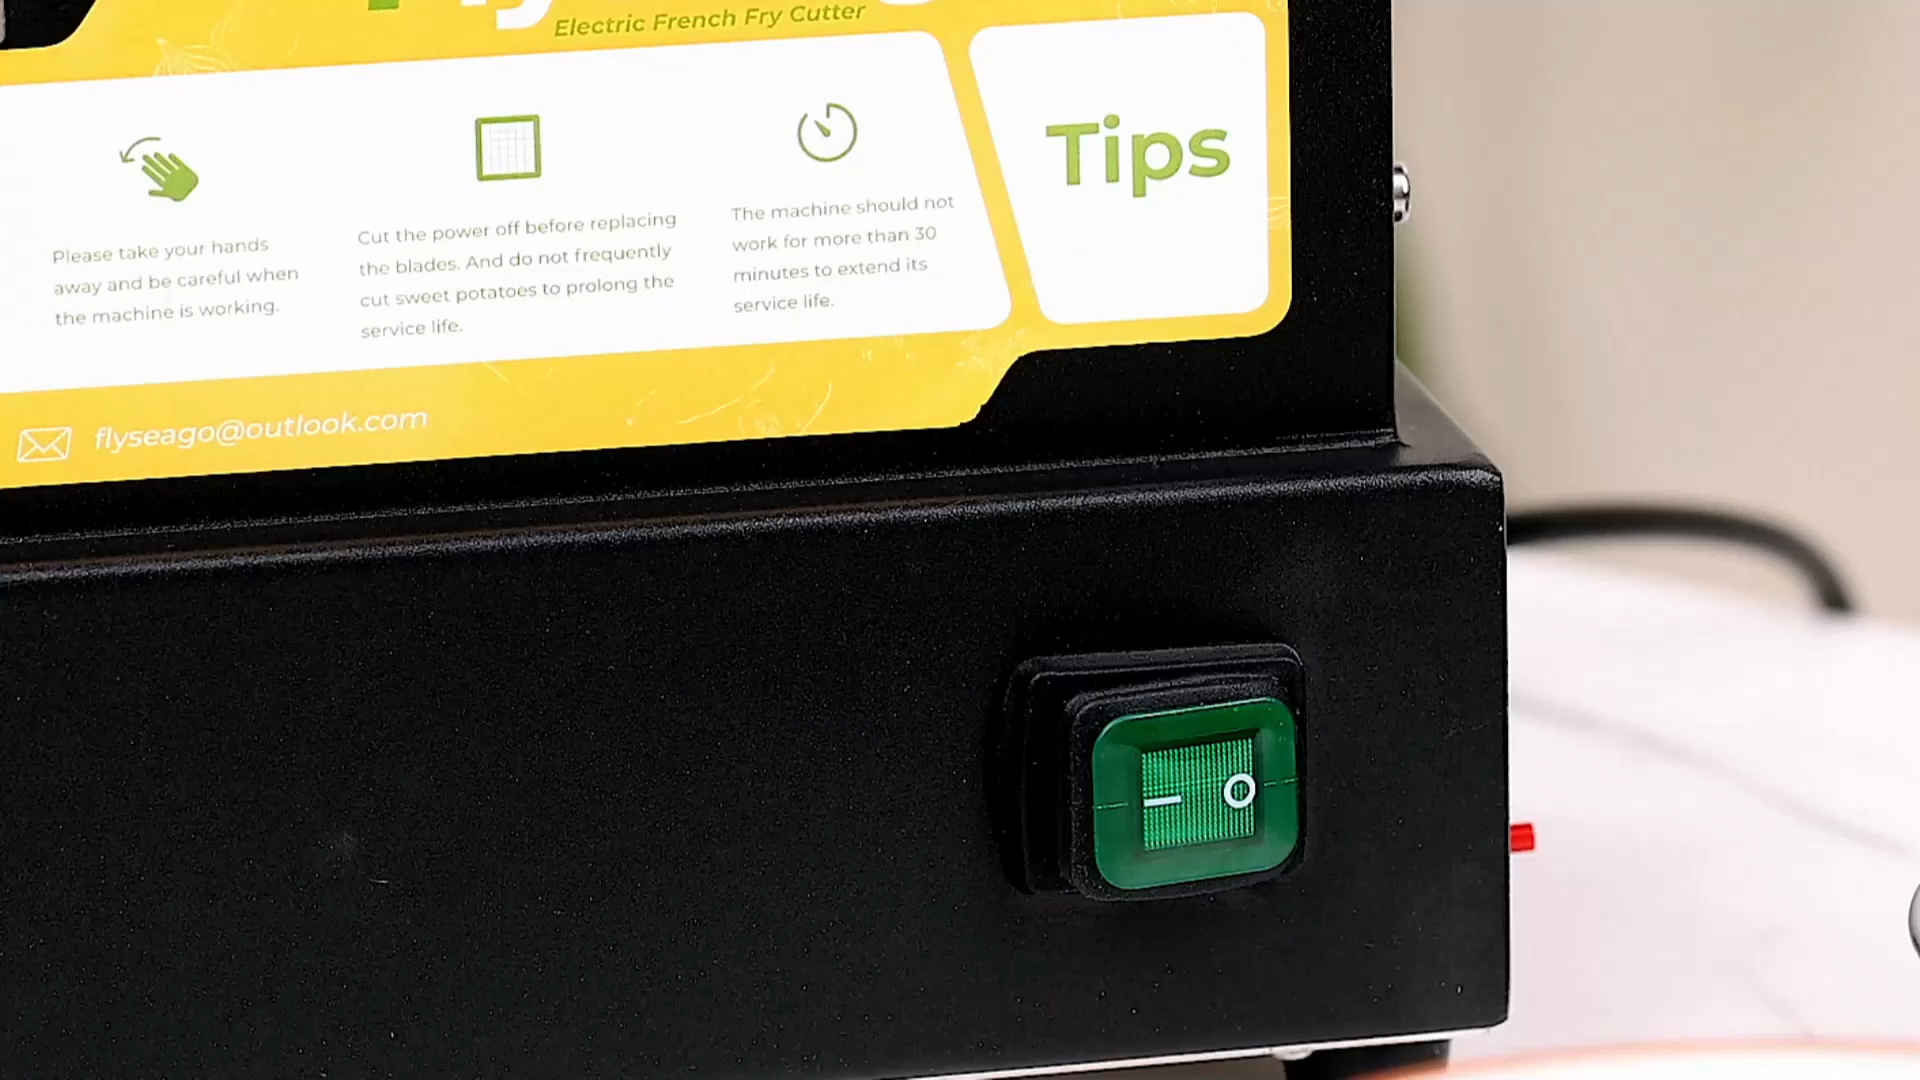 Electric French Fry Cutter
Please take your hands
away and be careful when
the machine is working.
Cut the power off before replacing
the blades. And do not frequently
cut sweet potatoes to prolong the
service life.
The machine should not
work for more than 30
minutes to extend its
service life.
Tips
flyseago@outlook.com